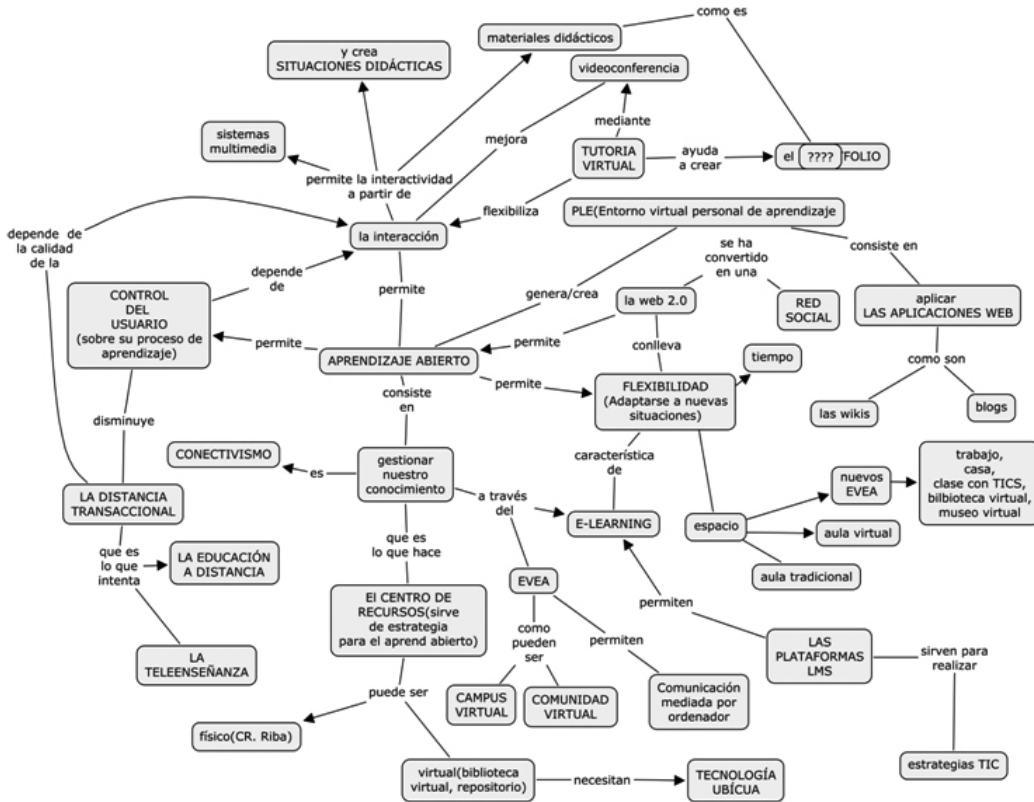 como es
materiales didácticos
y crea
SITUACIONES DIDÁCTICAS
videoconferencia
mediante
mejora
sistemas
multimedia
TUTORIA
VIRTUAL
ayuda
a crear
el ???? FOLIO
permite la interactividad
a partir de
flexibiliza
PLE(Entorno virtual personal de aprendizaje
depende de
la calidad
de la
la interacción
se ha
convertido
en una
consiste en
depende
de
permite
genera/crea
la web 2.0
RED
SOCIAL
aplicar
LAS APLICACIONES WEB
CONTROL
DEL
USUARIO
(sobre su proceso de
aprendizaje)
permite
APRENDIZAJE ABIERTO
permite
conlleva
tiempo
como son
permite
FLEXIBILIDAD
(Adaptarse a nuevas
situaciones)
las wikis
blogs
consiste
en
disminuye
CONECTIVISMO
es
gestionar
nuestro
conocimiento
característica
de
a través
del
nuevos
EVEA
trabajo,
casa,
clase con TICS,
bilbioteca virtual,
museo virtual
LA DISTANCIA
TRANSACCIONAL
E-LEARNING
espacio
aula virtual
aula tradicional
que es
lo que
intenta
LA EDUCACIÓN
A DISTANCIA
que es
lo que hace
EVEA
El CENTRO DE
RECURSOS(sirve
de estrategia
para el aprend abierto)
como
pueden
ser
permiten
permiten
LAS
PLATAFORMAS
LMS
sirven para
realizar
LA
TELEENSEÑANZA
puede ser
CAMPUS
VIRTUAL
COMUNIDAD
VIRTUAL
Comunicación
mediada por
ordenador
físico(CR. Riba)
virtual(biblioteca
virtual, repositorio)
necesitan
TECNOLOGÍA
UBÍCUA
estrategias TIC